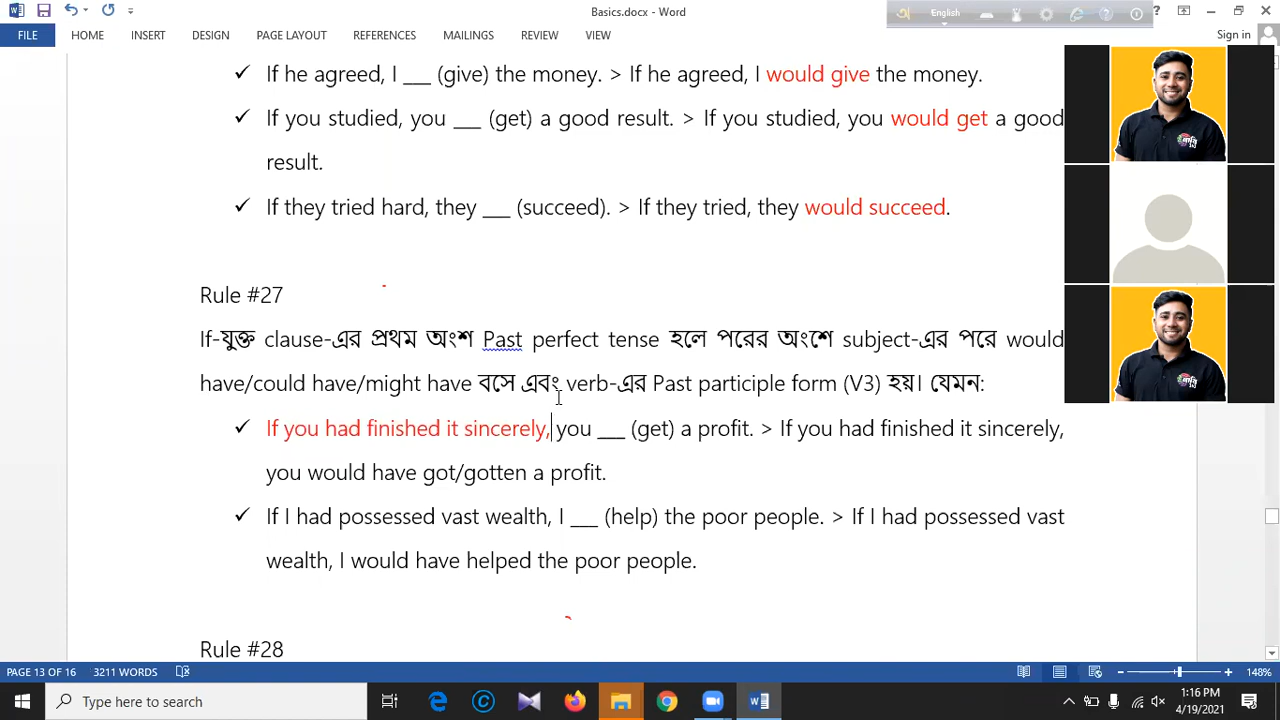 Basics.docx - Word
English
Sign in
FILE HOME INSERT DESIGN PAGE LAYOUT REFERENCES MAILINGS REVIEW VIEW
✓ If he agreed, I ___ (give) the money. > If he agreed, I would give the money.
✓ If you studied, you ___ (get) a good result. > If you studied, you would get a good
result.
✓ If they tried hard, they ___ (succeed). > If they tried, they would succeed.
Rule #27
If-যুক্ত clause-এর প্রথম অংশ Past perfect tense হলে পরের অংশে subject-এর পরে would
have/could have/might have বসে এবং verb-এর Past participle form (V3) হয়। যেমন:
✓ If you had finished it sincerely, you ___ (get) a profit. > If you had finished it sincerely,
you would have got/gotten a profit.
✓ If I had possessed vast wealth, I ___ (help) the poor people. > If I had possessed vast
wealth, I would have helped the poor people.
Rule #28
PAGE 13 OF 16 3211 WORDS 148%
Type here to search
1:16 PM
4/19/2021